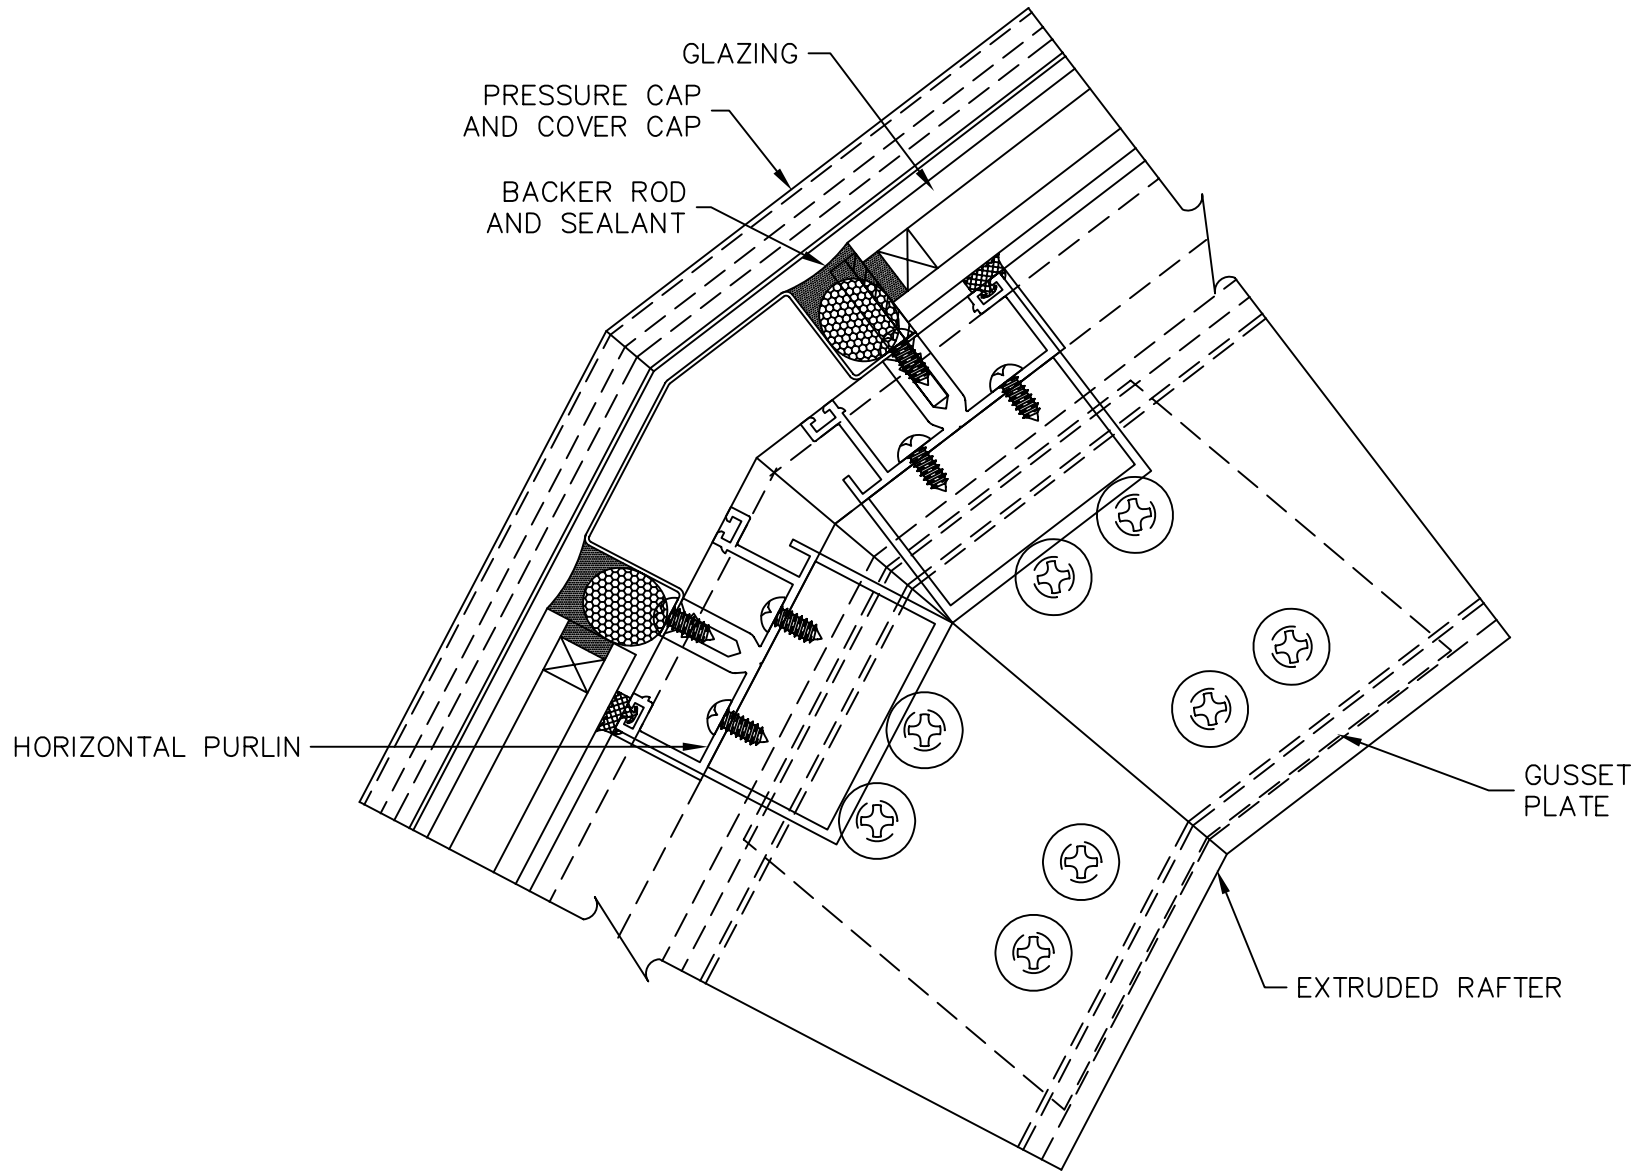 GLAZING
PRESSURE CAP
AND COVER CAP
BACKER ROD
AND SEALANT
HORIZONTAL PURLIN
GUSSET
PLATE
EXTRUDED RAFTER